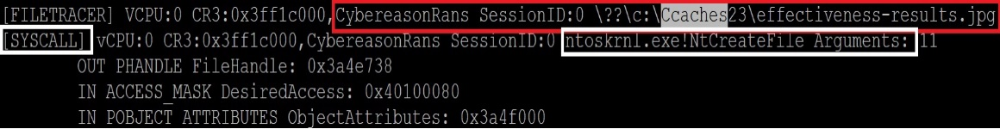 [FILETRACER] VCPU:0 CR3:0x3ff1c000,CybereasonRans SessionID:0 \??\c:\Ccaches23\effectiveness-results.jpg
[SYSCALL] vCPU:0 CR3:0x3ff1c000,CybereasonRans SessionID:0 ntoskrnl.exe!NtCreateFile Arguments: 11
OUT PHANDLE FileHandle: 0x3a4e738
IN ACCESS_MASK DesiredAccess: 0x40100080
IN POBJECT_ATTRIBUTES ObjectAttributes: 0x3a4f000